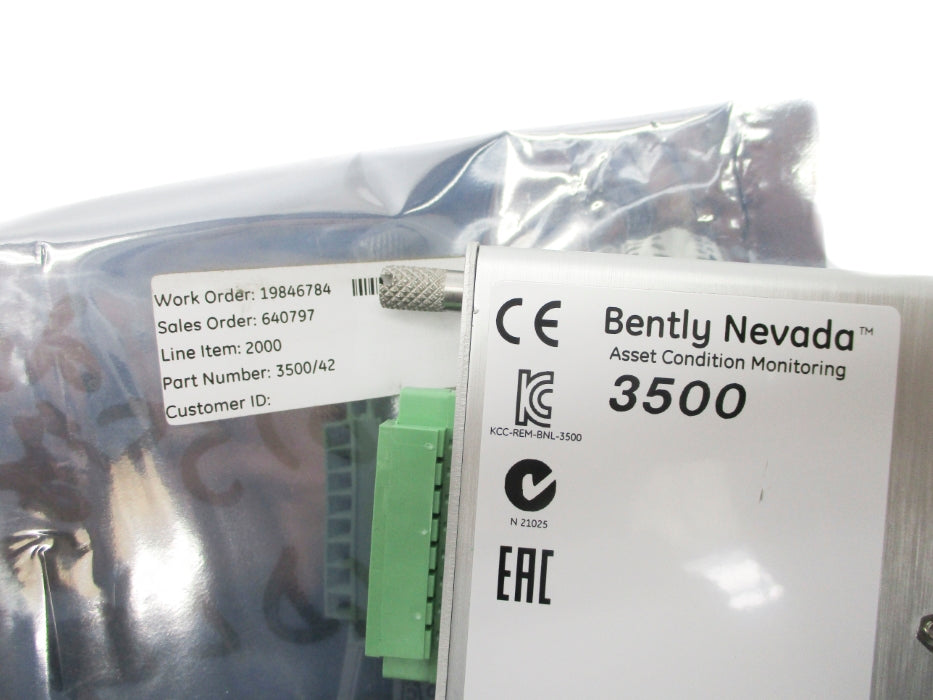 Work Order: 19846784
Sales Order: 640797
Line Item: 2000
Part Number: 3500/42
Customer ID:
CE
Bently Nevada™
Asset Condition Monitoring
3500
KC
KCC-REM-BNL-3500
N 21025
EAC